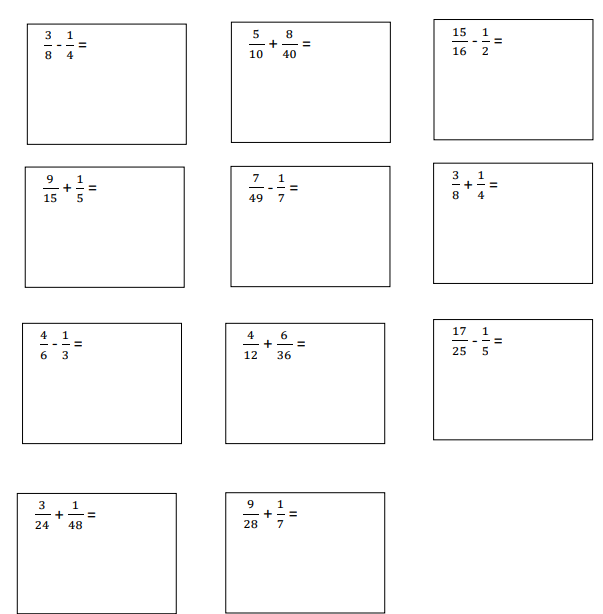 3/8 - 1/4 =
5/10 + 8/40 =
15/16 - 1/2 =
9/15 + 1/5 =
7/49 - 1/7 =
3/8 + 1/4 =
4/6 - 1/3 =
4/12 + 6/36 =
17/25 - 1/5 =
3/24 + 1/48 =
9/28 + 1/7 =